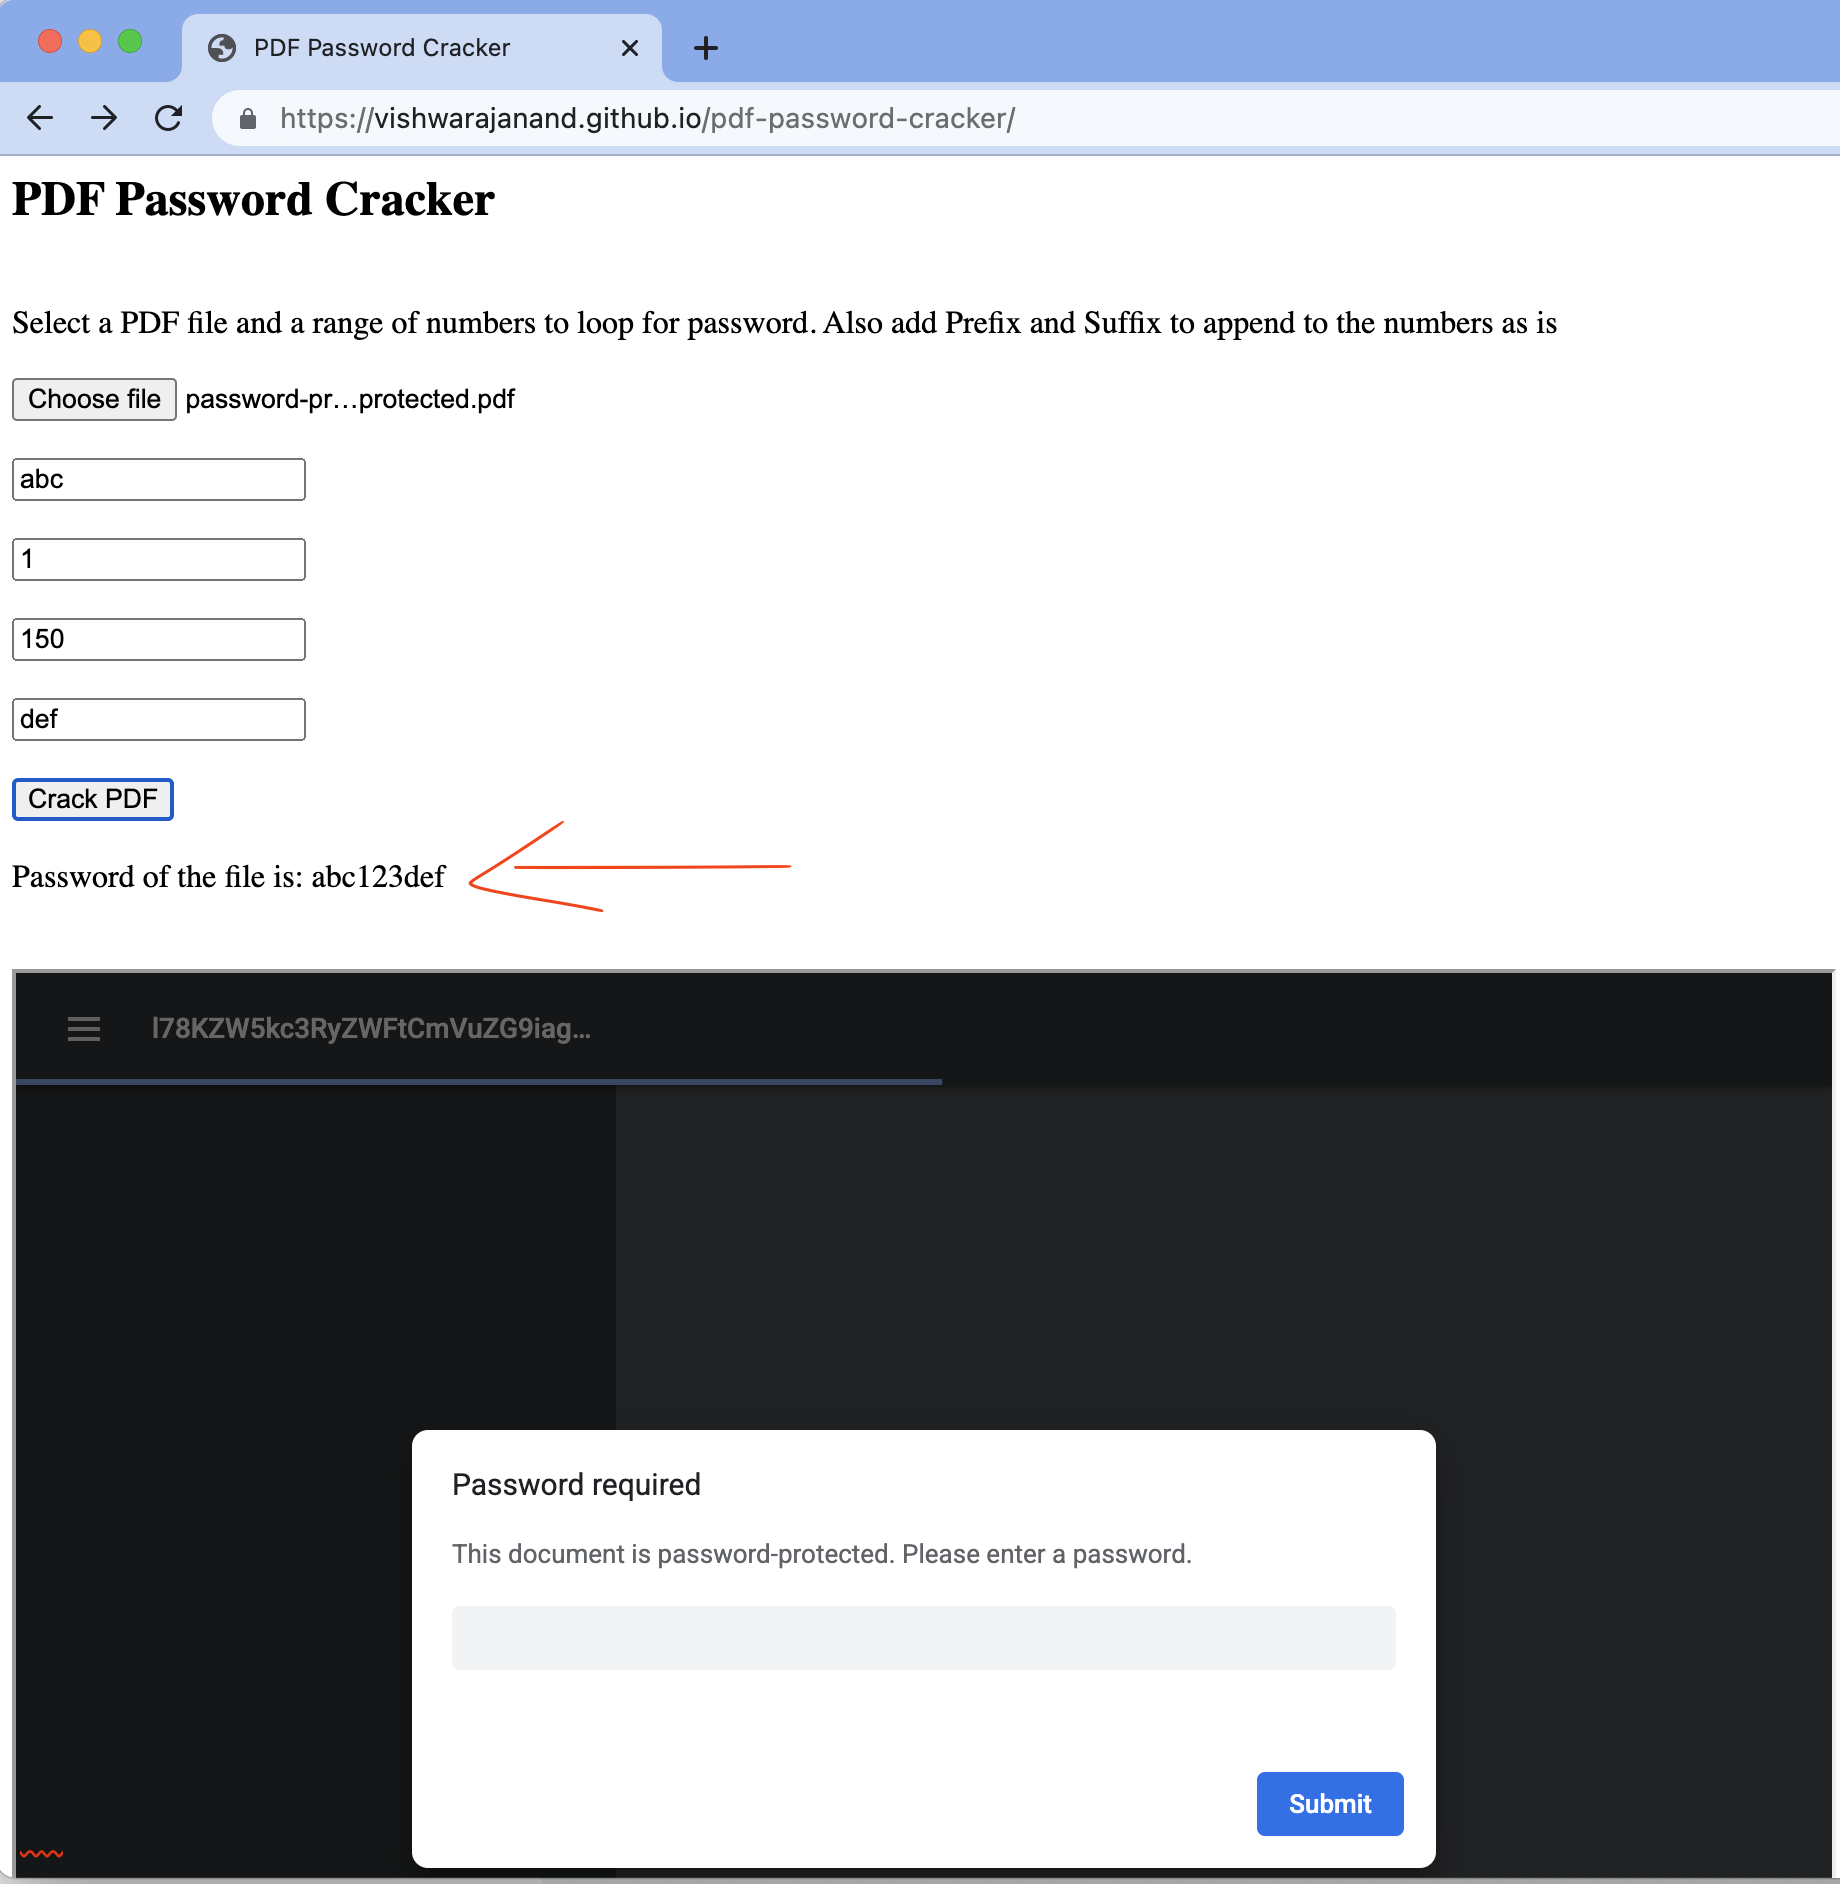 PDF Password Cracker
https://vishwarajanand.github.io/pdf-password-cracker/
PDF Password Cracker
Select a PDF file and a range of numbers to loop for password. Also add Prefix and Suffix to append to the numbers as is
Choose file password-pr…protected.pdf
abc
1
150
def
Crack PDF
Password of the file is: abc123def
l78KZW5kc3RyZWFtCmVuZG9iag...
Password required
This document is password-protected. Please enter a password.
Submit